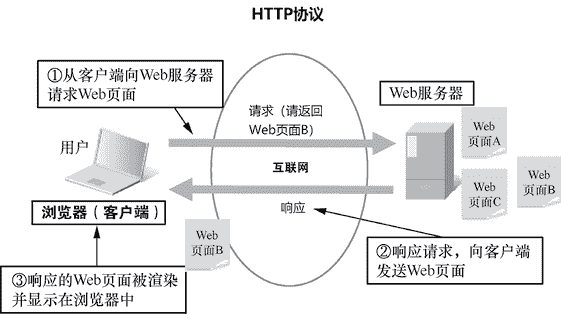 HTTP协议
①从客户端向Web服务器
请求Web页面
请求（请返回
Web页面B）
Web服务器
用户
互联网
Web
页面A
Web
页面C
Web
页面B
浏览器（客户端）
响应
Web
页面B
②响应请求，向客户端
发送Web页面
③响应的Web页面被渲染
并显示在浏览器中